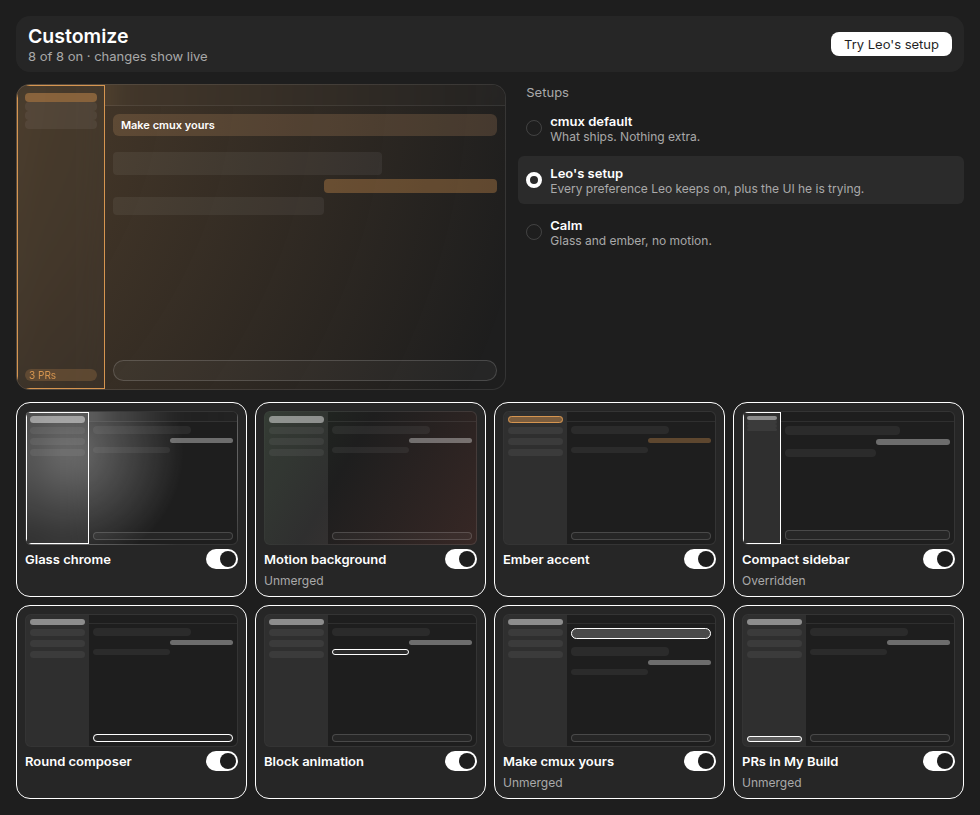 Customize
8 of 8 on · changes show live
Try Leo's setup
Make cmux yours
3 PRs
Setups
cmux default
What ships. Nothing extra.
Leo's setup
Every preference Leo keeps on, plus the UI he is trying.
Calm
Glass and ember, no motion.
Glass chrome
Motion background
Unmerged
Ember accent
Compact sidebar
Overridden
Round composer
Block animation
Make cmux yours
Unmerged
PRs in My Build
Unmerged